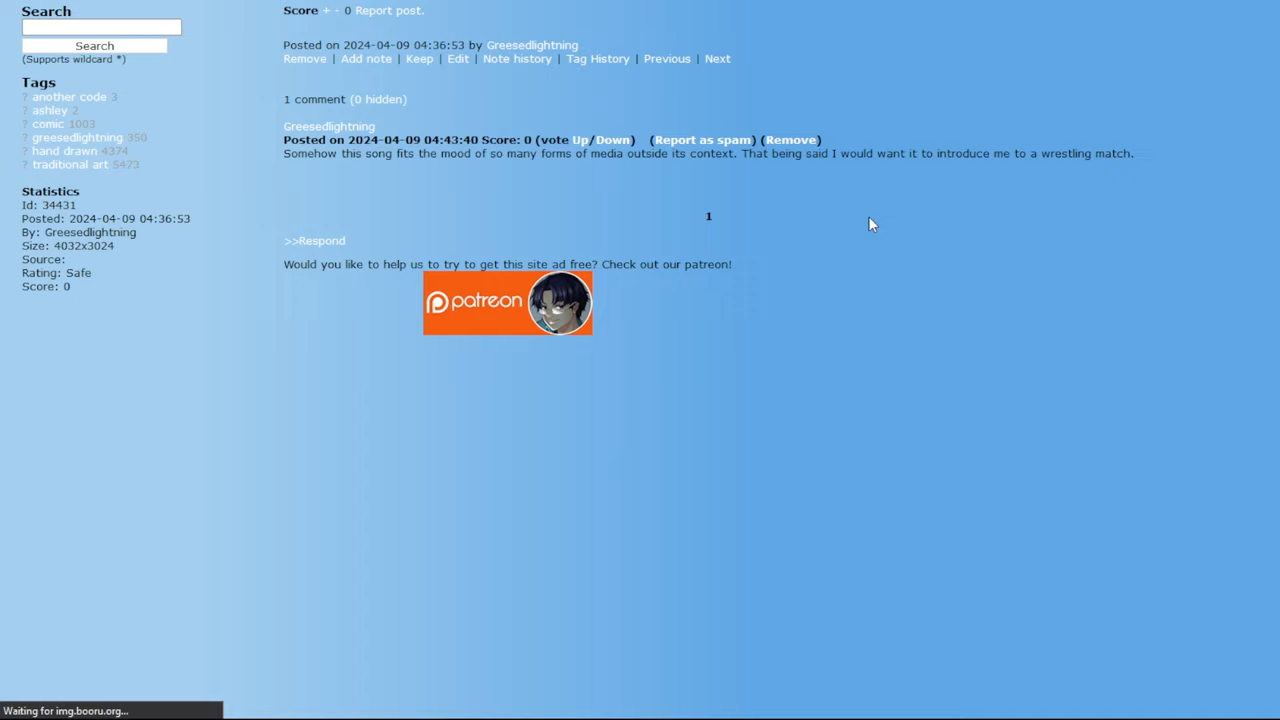 Search
Search
(Supports wildcard *)
Tags
? another code 3
? ashley 2
? comic 1003
? greesedlightning 350
? hand drawn 4374
? traditional art 5473
Statistics
Id: 34431
Posted: 2024-04-09 04:36:53
By: Greesedlightning
Size: 4032x3024
Source:
Rating: Safe
Score: 0
Score + - 0 Report post.
Posted on 2024-04-09 04:36:53 by Greesedlightning
Remove | Add note | Keep | Edit | Note history | Tag History | Previous | Next
1 comment (0 hidden)
Greesedlightning
Posted on 2024-04-09 04:43:40 Score: 0 (vote Up/Down) (Report as spam) (Remove)
Somehow this song fits the mood of so many forms of media outside its context. That being said I would want it to introduce me to a wrestling match.
1
>>Respond
Would you like to help us to try to get this site ad free? Check out our patreon!
patreon
Waiting for img.booru.org...